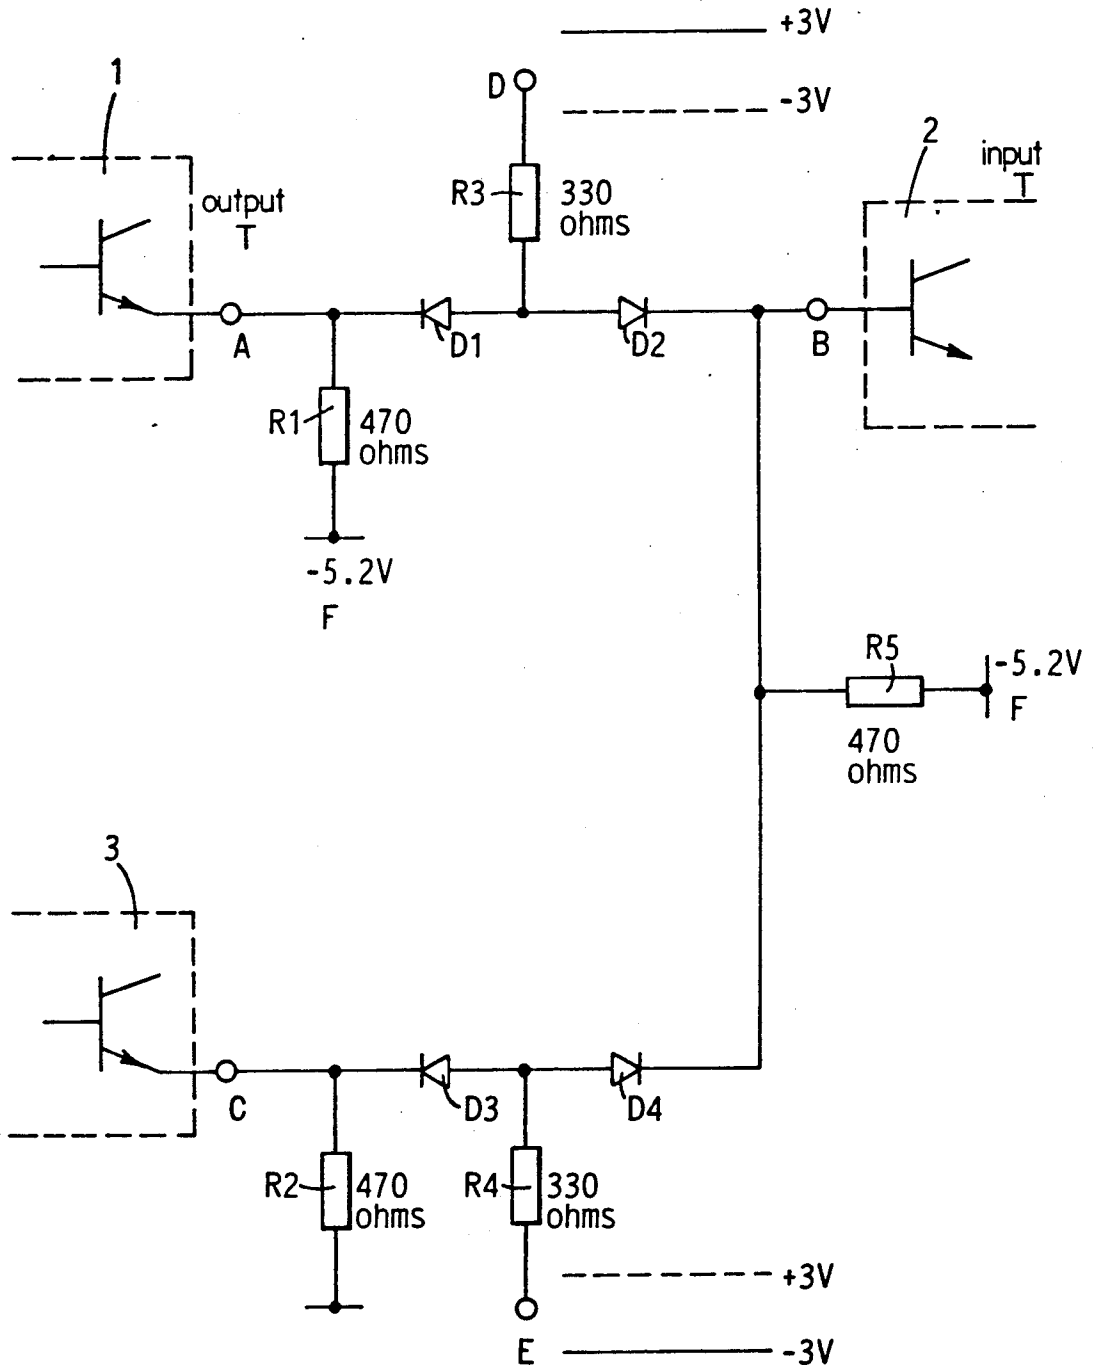 +3V
1
D
-3V
2
input
T
R3
330
ohms
output
T
A
D1
D2
B
R1
470
ohms
-5.2V
F
R5
-5.2V
F
470
ohms
3
C
D3
D4
R2
470
ohms
R4
330
ohms
+3V
E
-3V